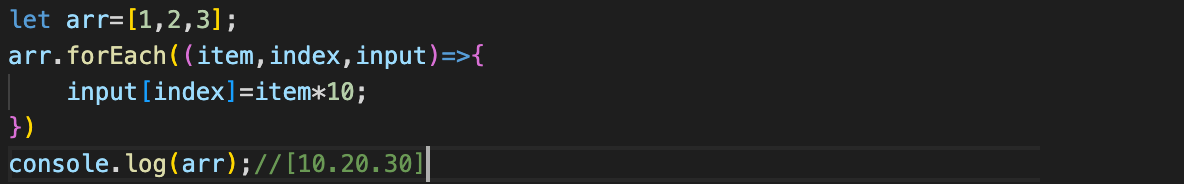 let arr=[1,2,3];
arr.forEach((item,index,input)=>{
    input[index]=item*10;
})
console.log(arr);//[10.20.30]